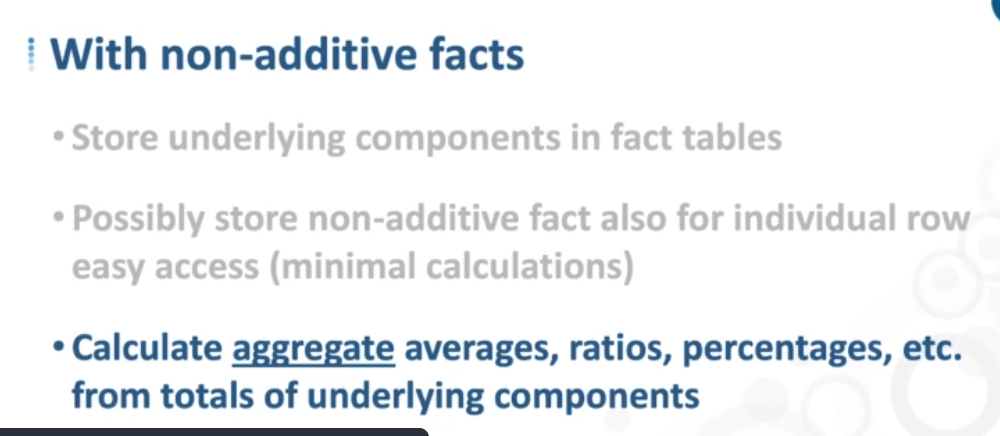 With non-additive facts
• Store underlying components in fact tables
• Possibly store non-additive fact also for individual row
easy access (minimal calculations)
• Calculate aggregate averages, ratios, percentages, etc.
from totals of underlying components